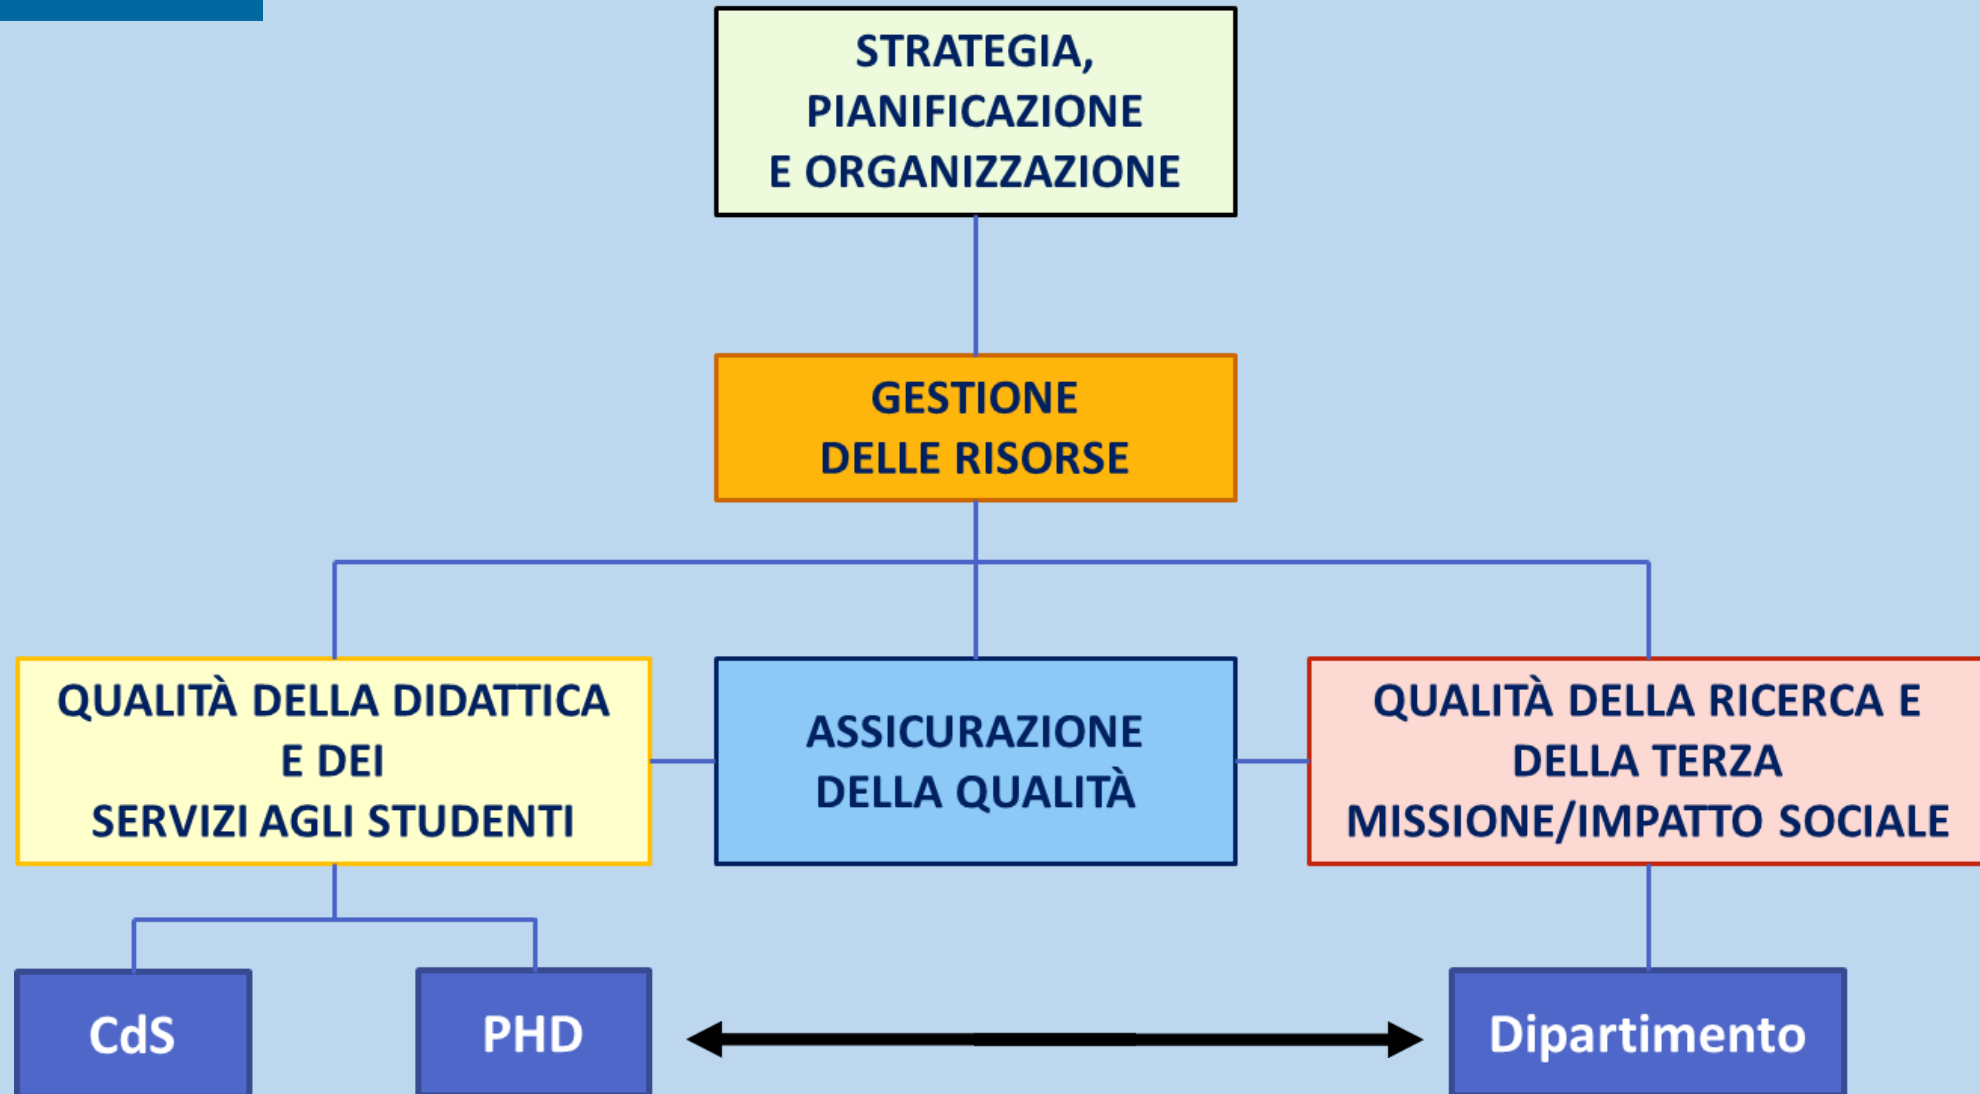 STRATEGIA,
PIANIFICAZIONE
E ORGANIZZAZIONE
GESTIONE
DELLE RISORSE
QUALITÀ DELLA DIDATTICA
E DEI
SERVIZI AGLI STUDENTI
ASSICURAZIONE
DELLA QUALITÀ
QUALITÀ DELLA RICERCA E
DELLA TERZA
MISSIONE/IMPATTO SOCIALE
CdS
PHD
Dipartimento